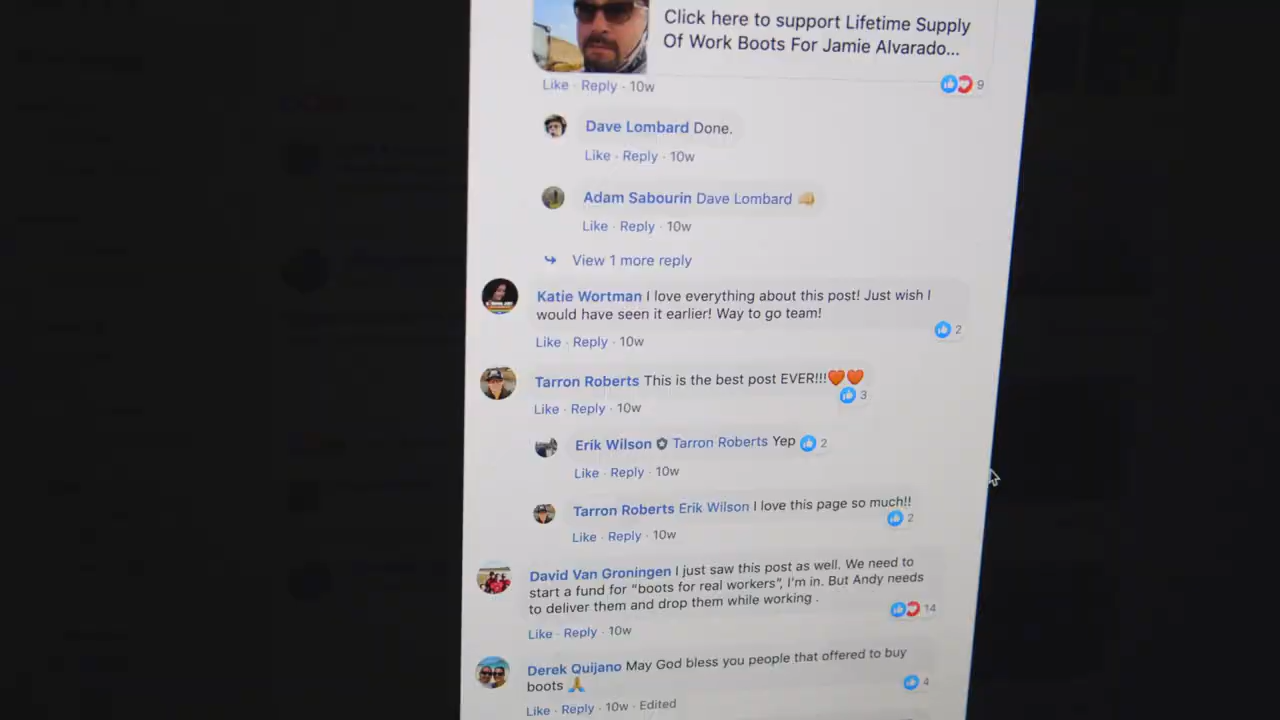 Click here to support Lifetime Supply
Of Work Boots For Jamie Alvarado...
Like · Reply · 10w
9
Dave Lombard Done.
Like · Reply · 10w
Adam Sabourin Dave Lombard
Like · Reply · 10w
View 1 more reply
Katie Wortman I love everything about this post! Just wish I
would have seen it earlier! Way to go team!
2
Like · Reply · 10w
Tarron Roberts This is the best post EVER!!!
3
Like · Reply · 10w
Erik Wilson Tarron Roberts Yep 2
Like · Reply · 10w
Tarron Roberts Erik Wilson I love this page so much!!
2
Like · Reply · 10w
David Van Groningen I just saw this post as well. We need to
start a fund for "boots for real workers", I'm in. But Andy needs
to deliver them and drop them while working .
14
Like · Reply · 10w
Derek Quijano May God bless you people that offered to buy
boots 🙏
4
Like · Reply · 10w · Edited